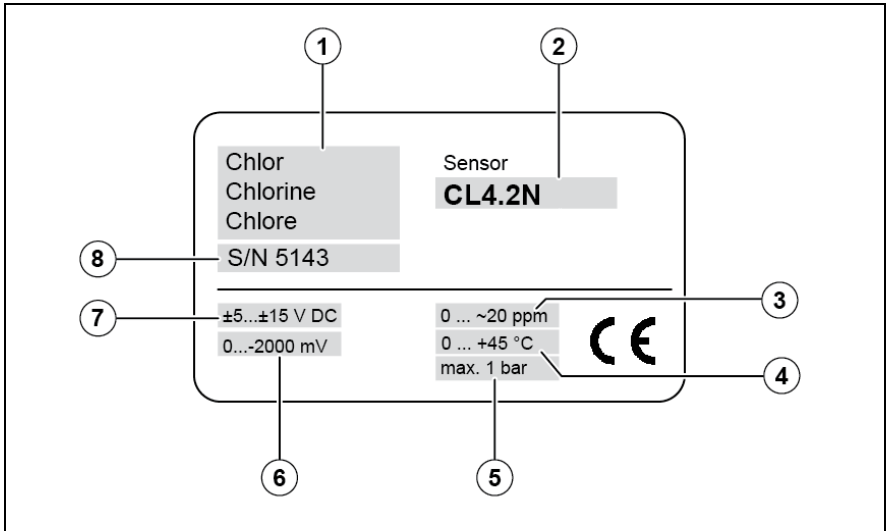 1
2
Chlor
Chlorine
Chlore
Sensor
CL4.2N
8
S/N 5143
3
7
±5...±15 V DC
0 ... ~20 ppm
0...-2000 mV
0 ... +45 °C
CE
4
max. 1 bar
6
5